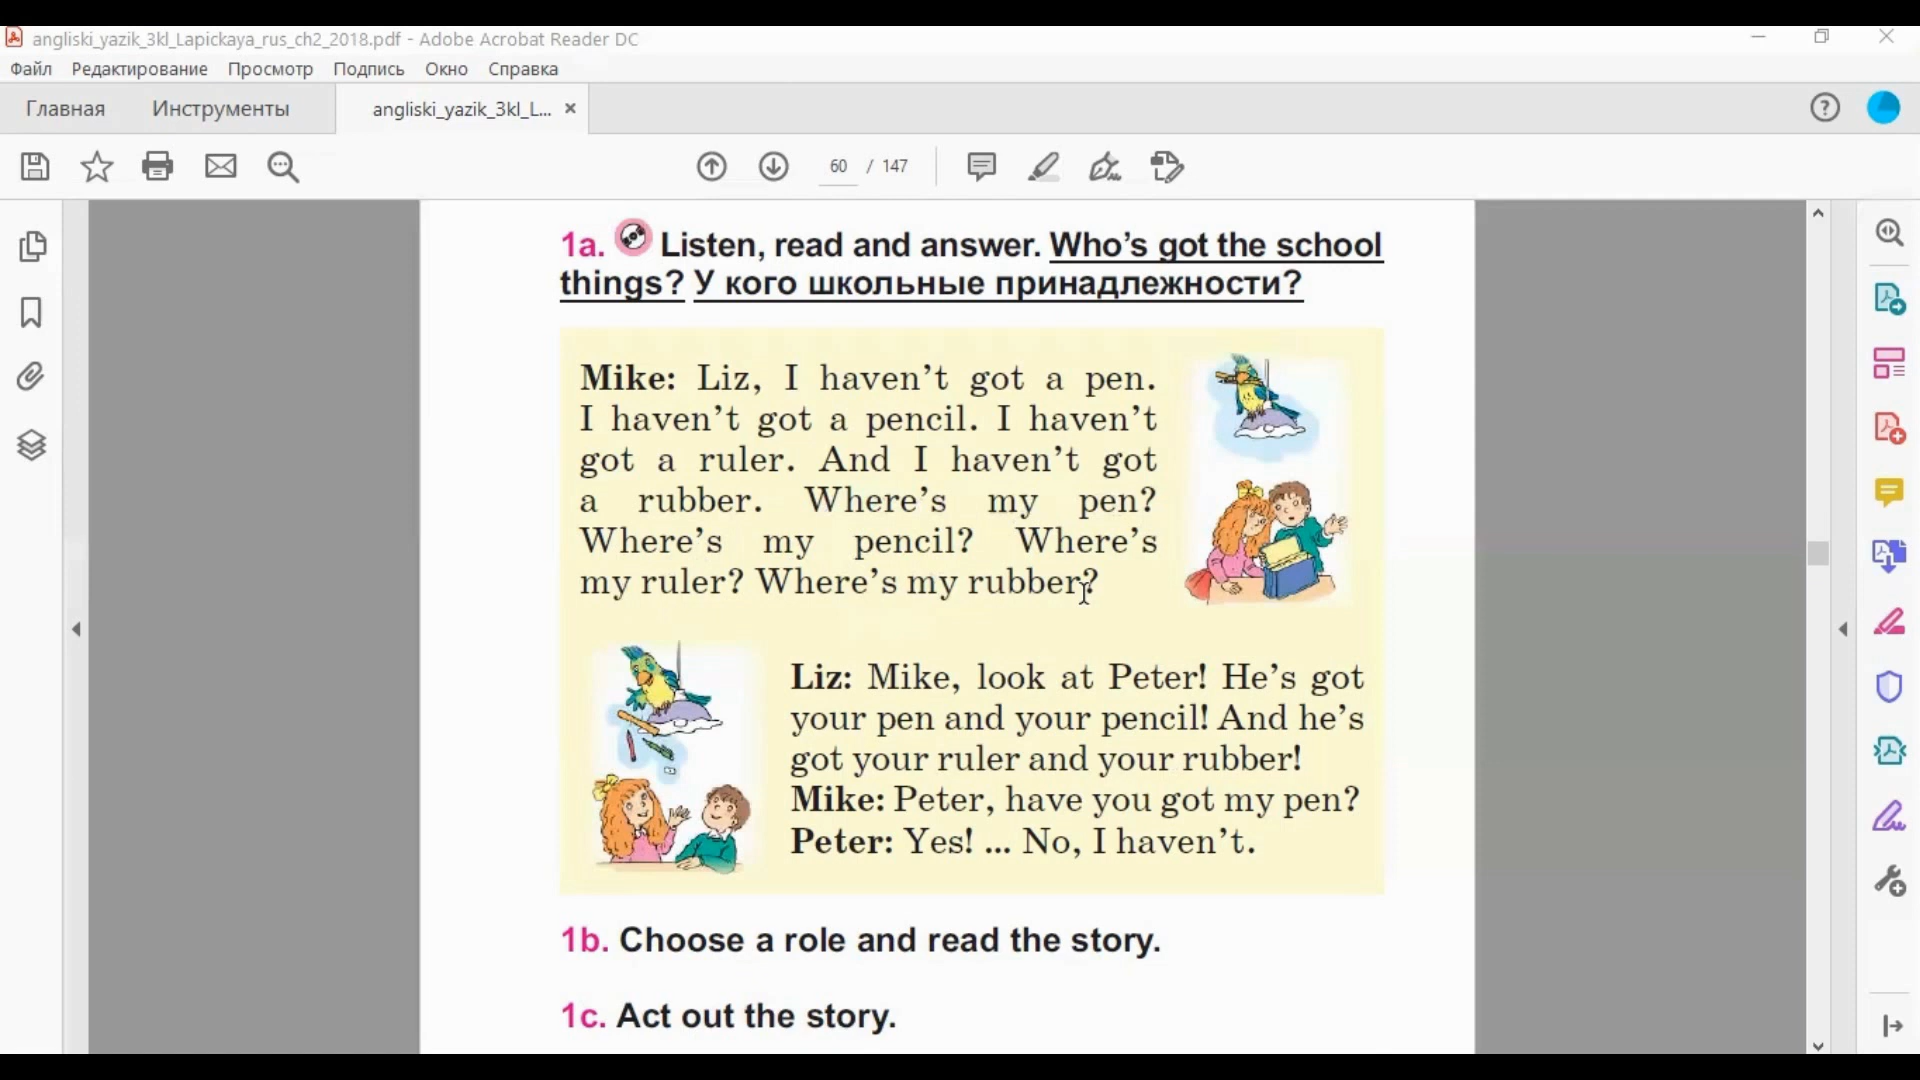 angliski_yazik_3kl_Lapickaya_rus_ch2_2018.pdf - Adobe Acrobat Reader DC
Файл Редактирование Просмотр Подпись Окно Справка
Главная Инструменты angliski_yazik_3kl_L... ×
60 / 147
1a. Listen, read and answer. Who’s got the school
things? У кого школьные принадлежности?
Mike: Liz, I haven’t got a pen.
I haven’t got a pencil. I haven’t
got a ruler. And I haven’t got
a rubber. Where’s my pen?
Where’s my pencil? Where’s
my ruler? Where’s my rubber?
Liz: Mike, look at Peter! He’s got
your pen and your pencil! And he’s
got your ruler and your rubber!
Mike: Peter, have you got my pen?
Peter: Yes! ... No, I haven’t.
1b. Choose a role and read the story.
1c. Act out the story.